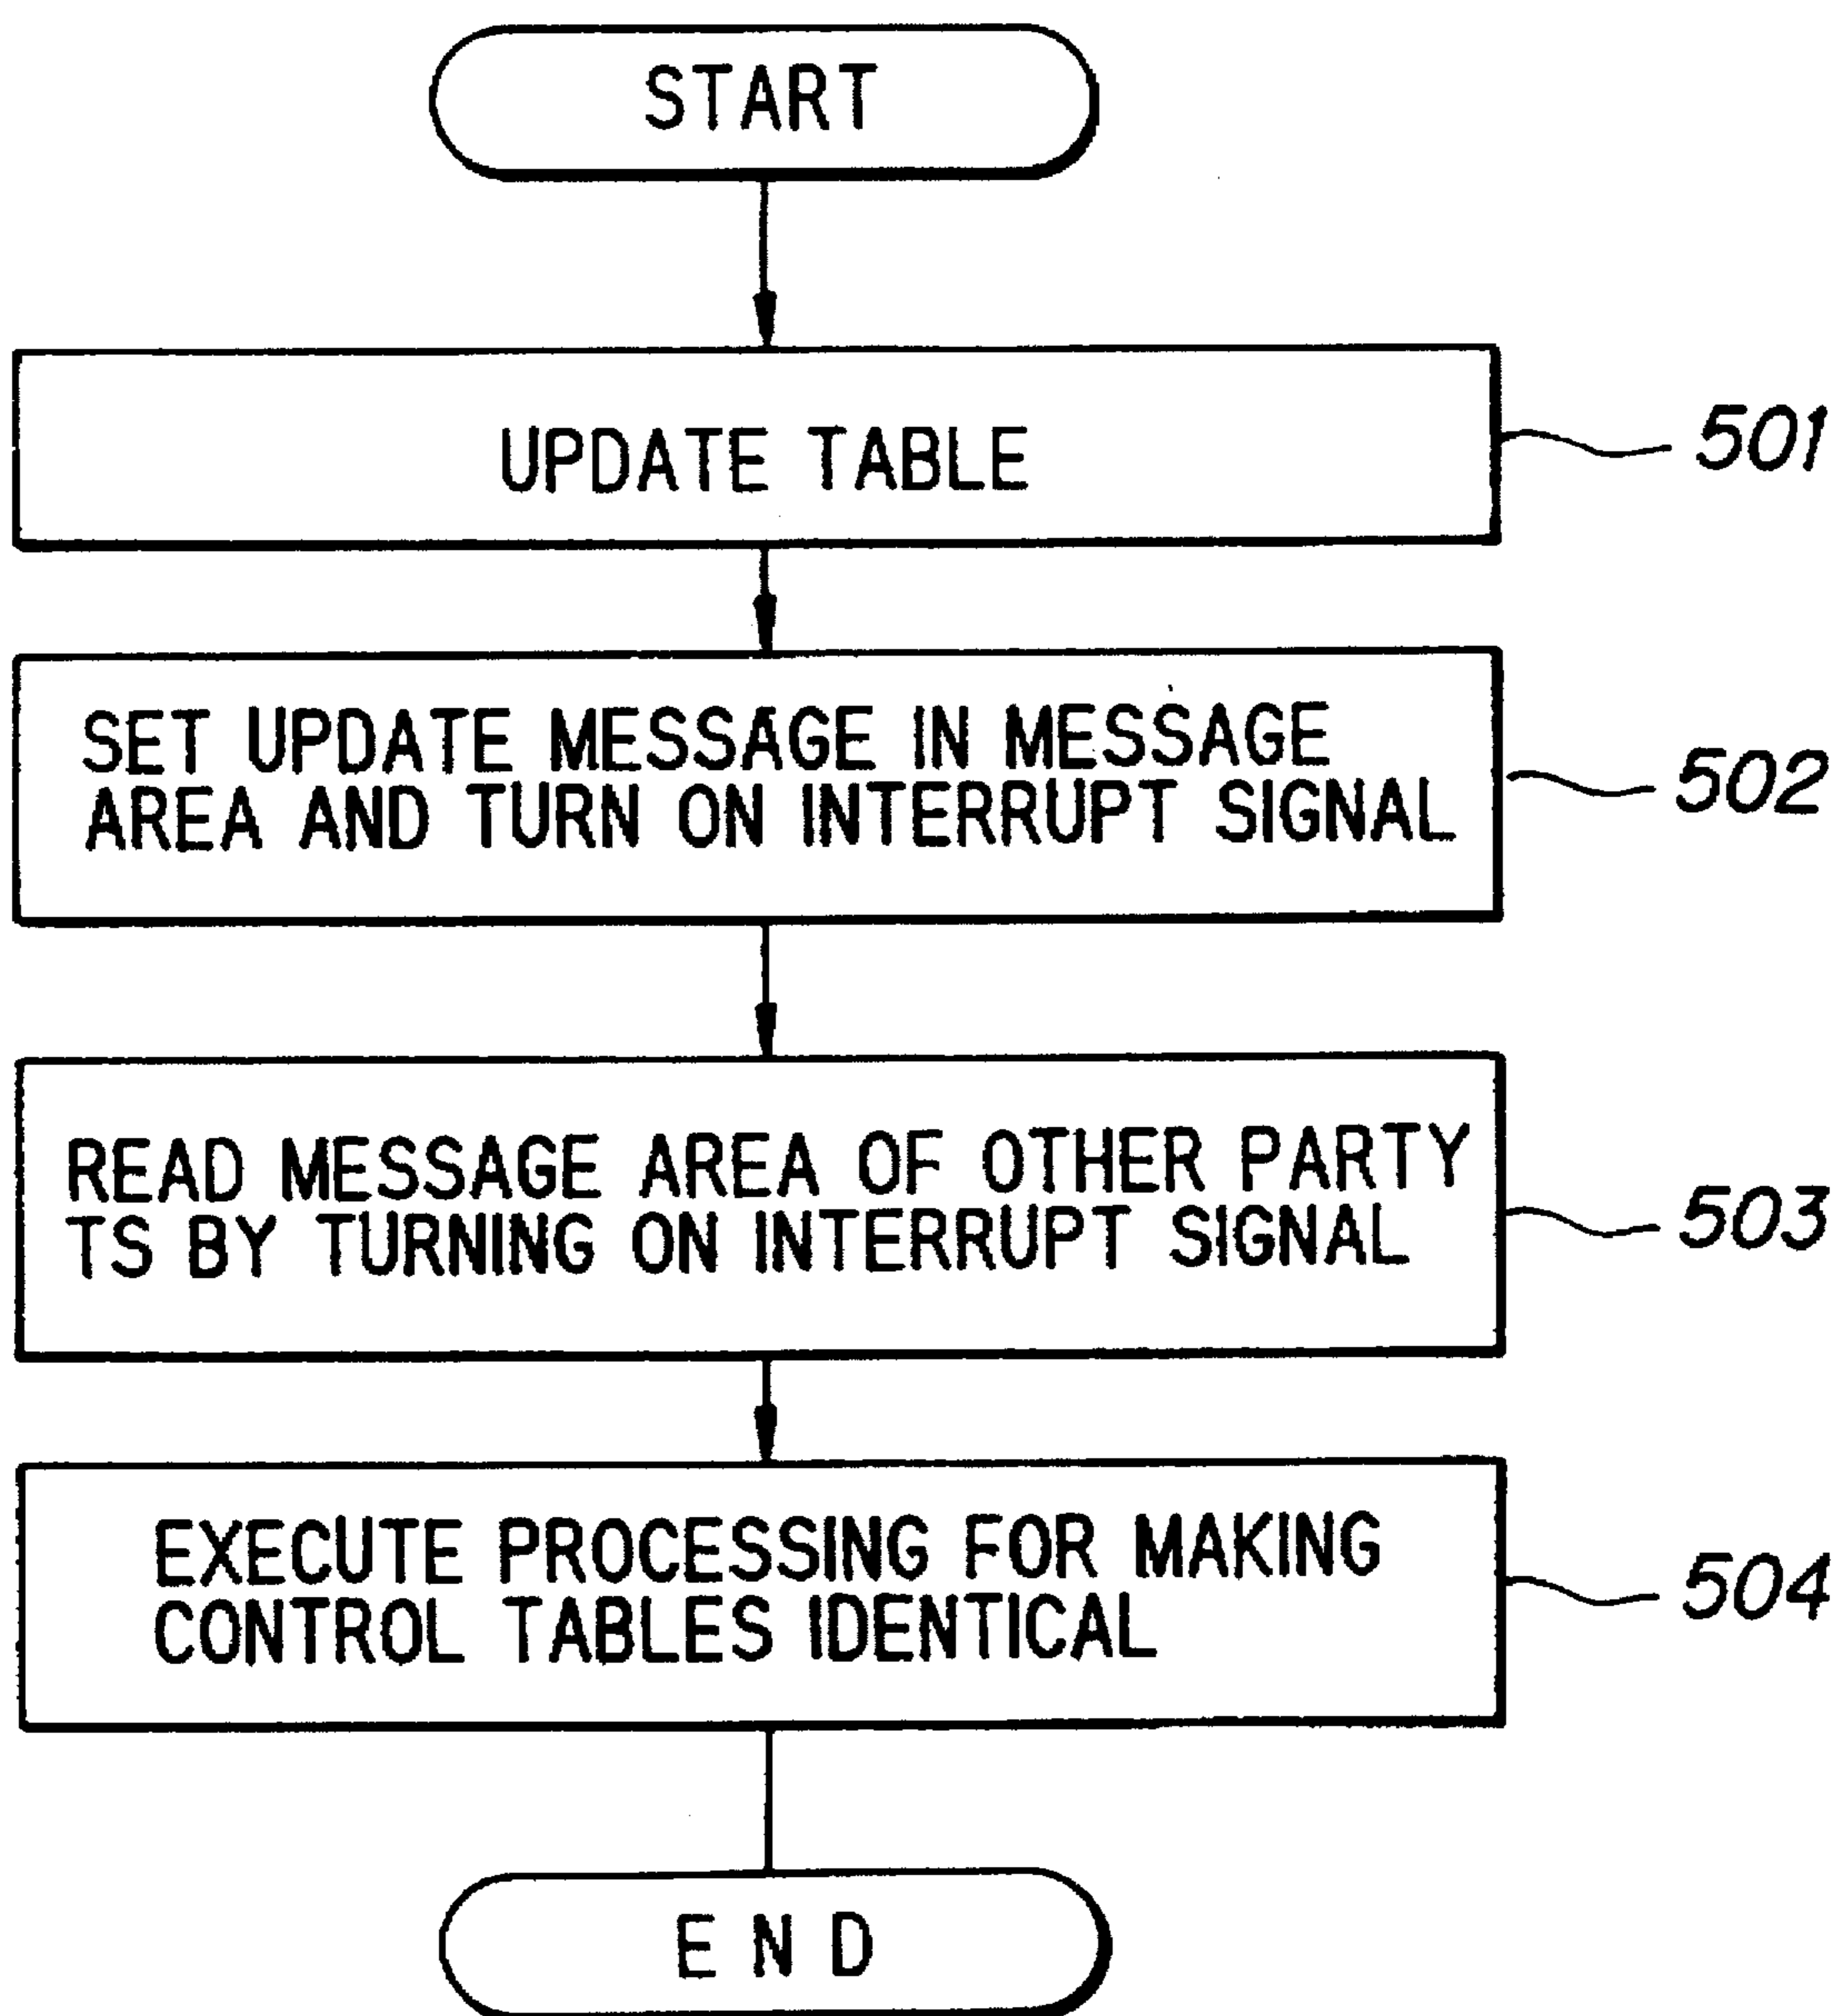 START
UPDATE TABLE
501
SET UPDATE MESSAGE IN MESSAGE
AREA AND TURN ON INTERRUPT SIGNAL
502
READ MESSAGE AREA OF OTHER PARTY
TS BY TURNING ON INTERRUPT SIGNAL
503
EXECUTE PROCESSING FOR MAKING
CONTROL TABLES IDENTICAL
504
END